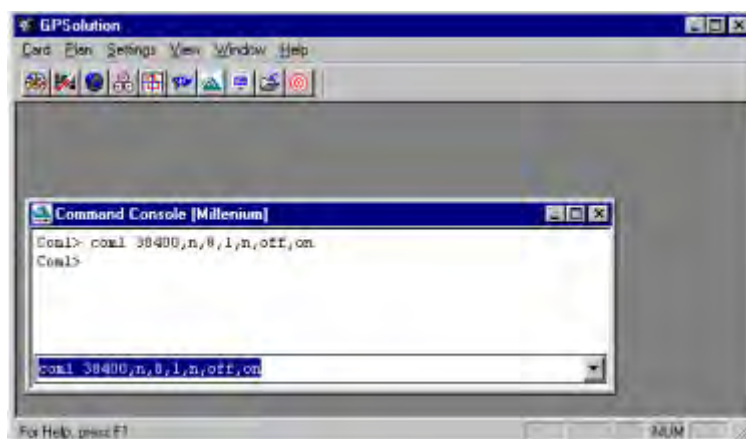 GPSolution
Card Plan Settings View Window Help
Command Console [Millenium]
Com1> com1 38400,n,8,1,n,off,on
Com1>
com1 38400,n,8,1,n,off,on
For Help, press F1
NUM